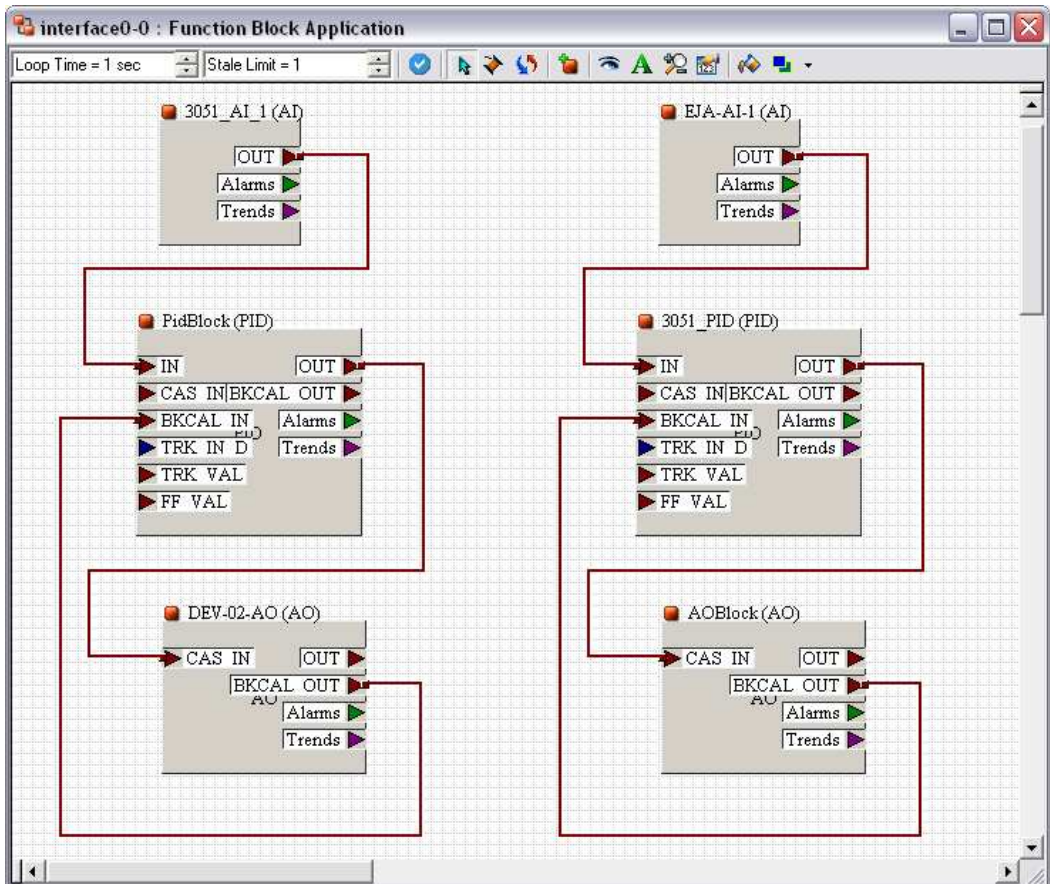 interface0-0 : Function Block Application
Loop Time = 1 sec Stale Limit = 1
3051_AI_1 (AI)
OUT
Alarms
Trends
EJA-AI-1 (AI)
OUT
Alarms
Trends
PidBlock (PID)
IN OUT
CAS IN BKCAL OUT
BKCAL IN Alarms
PID
TRK IN D Trends
TRK VAL
FF VAL
3051_PID (PID)
IN OUT
CAS IN BKCAL OUT
BKCAL IN Alarms
PID
TRK IN D Trends
TRK VAL
FF VAL
DEV-02-AO (AO)
CAS IN OUT
BKCAL OUT
AO
Alarms
Trends
AOBlock (AO)
CAS IN OUT
BKCAL OUT
AO
Alarms
Trends